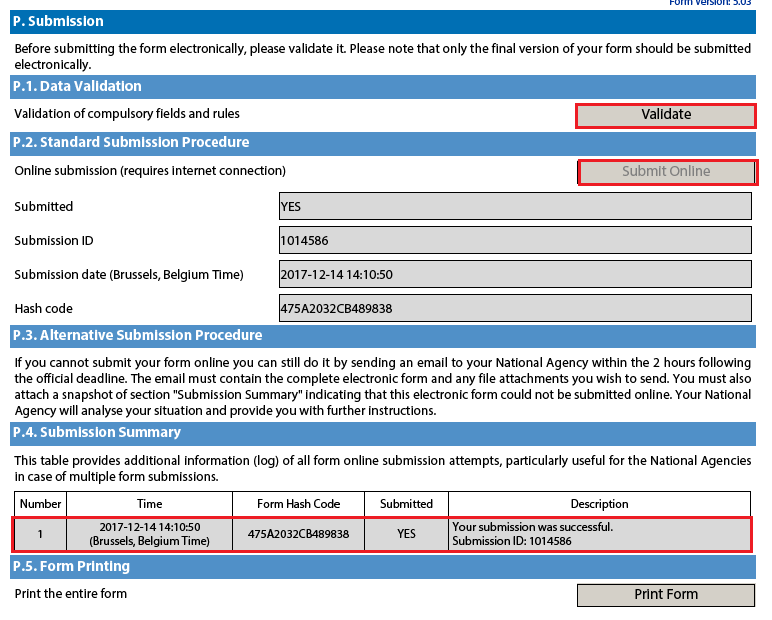 Form Version: 5.03
P. Submission
Before submitting the form electronically, please validate it. Please note that only the final version of your form should be submitted
electronically.
P.1. Data Validation
Validation of compulsory fields and rules
Validate
P.2. Standard Submission Procedure
Online submission (requires internet connection)
Submit Online
Submitted
YES
Submission ID
1014586
Submission date (Brussels, Belgium Time)
2017-12-14 14:10:50
Hash code
475A2032CB489838
P.3. Alternative Submission Procedure
If you cannot submit your form online you can still do it by sending an email to your National Agency within the 2 hours following
the official deadline. The email must contain the complete electronic form and any file attachments you wish to send. You must also
attach a snapshot of section "Submission Summary" indicating that this electronic form could not be submitted online. Your National
Agency will analyse your situation and provide you with further instructions.
P.4. Submission Summary
This table provides additional information (log) of all form online submission attempts, particularly useful for the National Agencies
in case of multiple form submissions.
Number Time Form Hash Code Submitted Description
1 2017-12-14 14:10:50 475A2032CB489838 YES Your submission was successful.
(Brussels, Belgium Time) Submission ID: 1014586
P.5. Form Printing
Print the entire form
Print Form